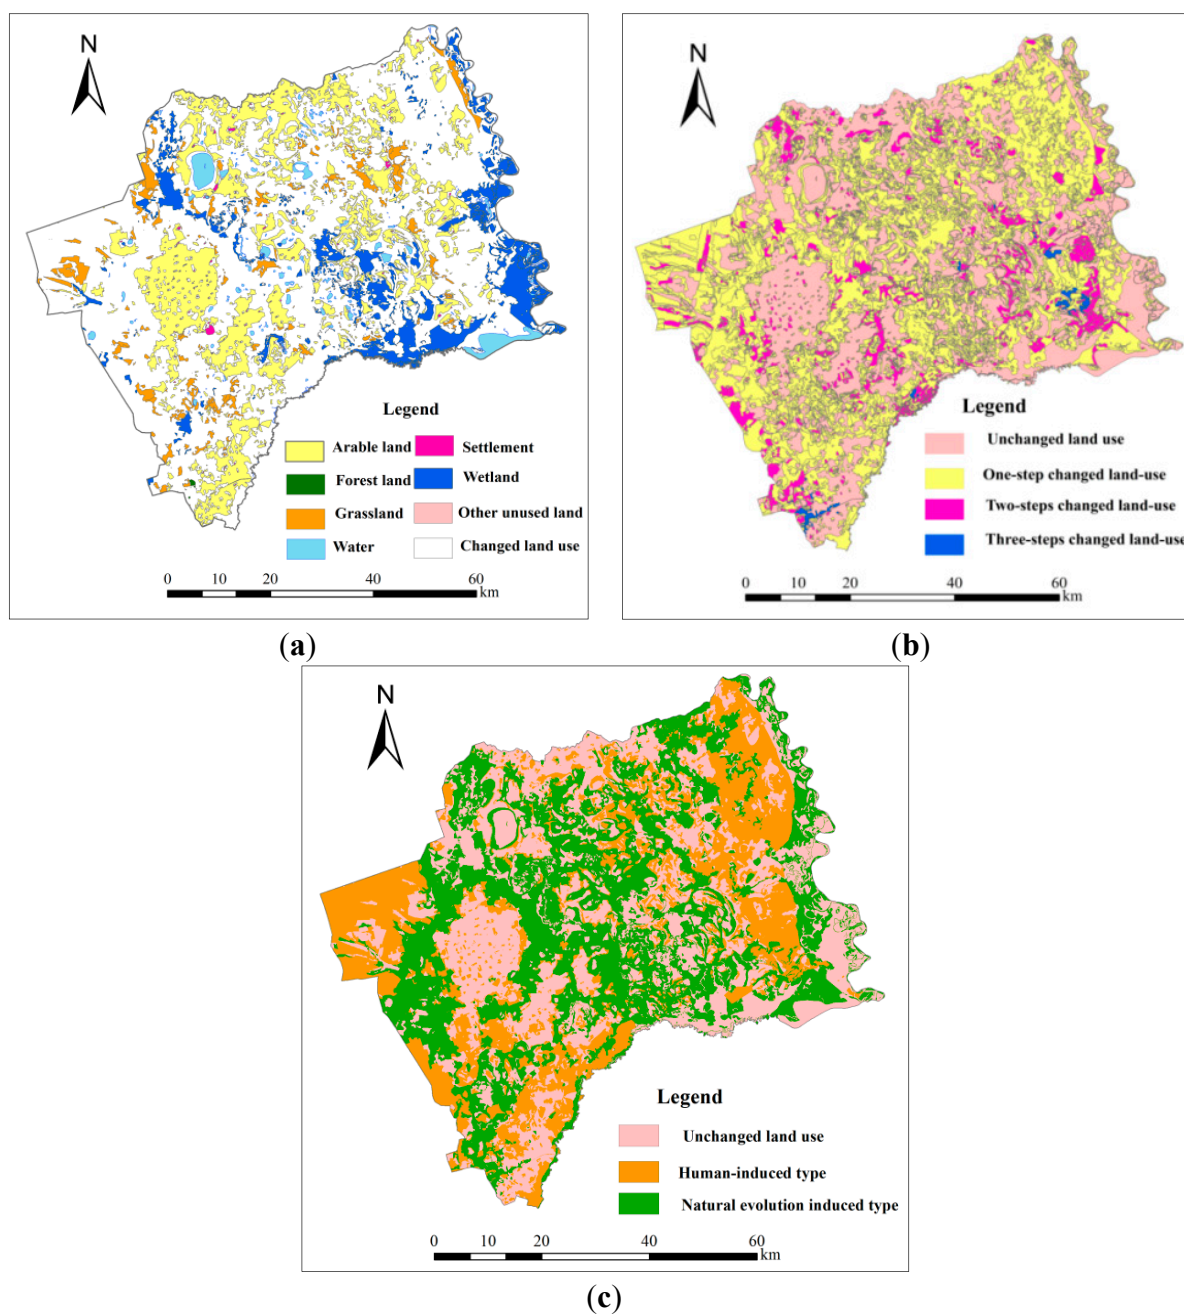 N
Legend
Arable land Settlement
Forest land Wetland
Grassland Other unused land
Water Changed land use
0 10 20 40 60
km
(a)
N
Legend
Unchanged land use
One-step changed land-use
Two-steps changed land-use
Three-steps changed land-use
0 10 20 40 60
km
(b)
N
Legend
Unchanged land use
Human-induced type
Natural evolution induced type
0 10 20 40 60
km
(c)